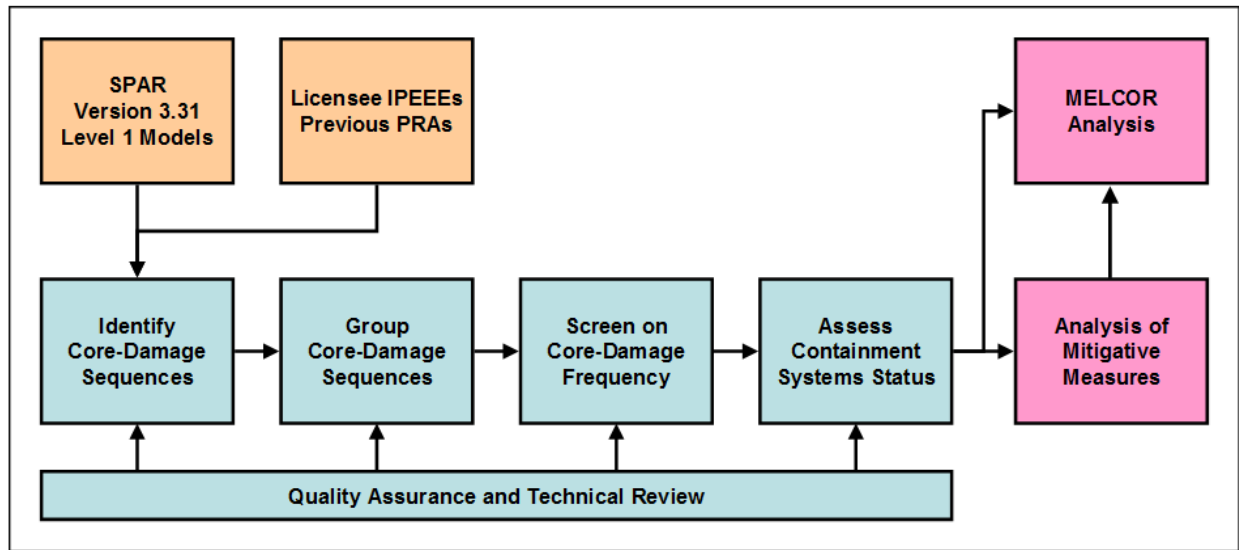 SPAR
Version 3.31
Level 1 Models
Licensee IPEEEs
Previous PRAs
MELCOR
Analysis
Identify
Core-Damage
Sequences
Group
Core-Damage
Sequences
Screen on
Core-Damage
Frequency
Assess
Containment
Systems Status
Analysis of
Mitigative
Measures
Quality Assurance and Technical Review